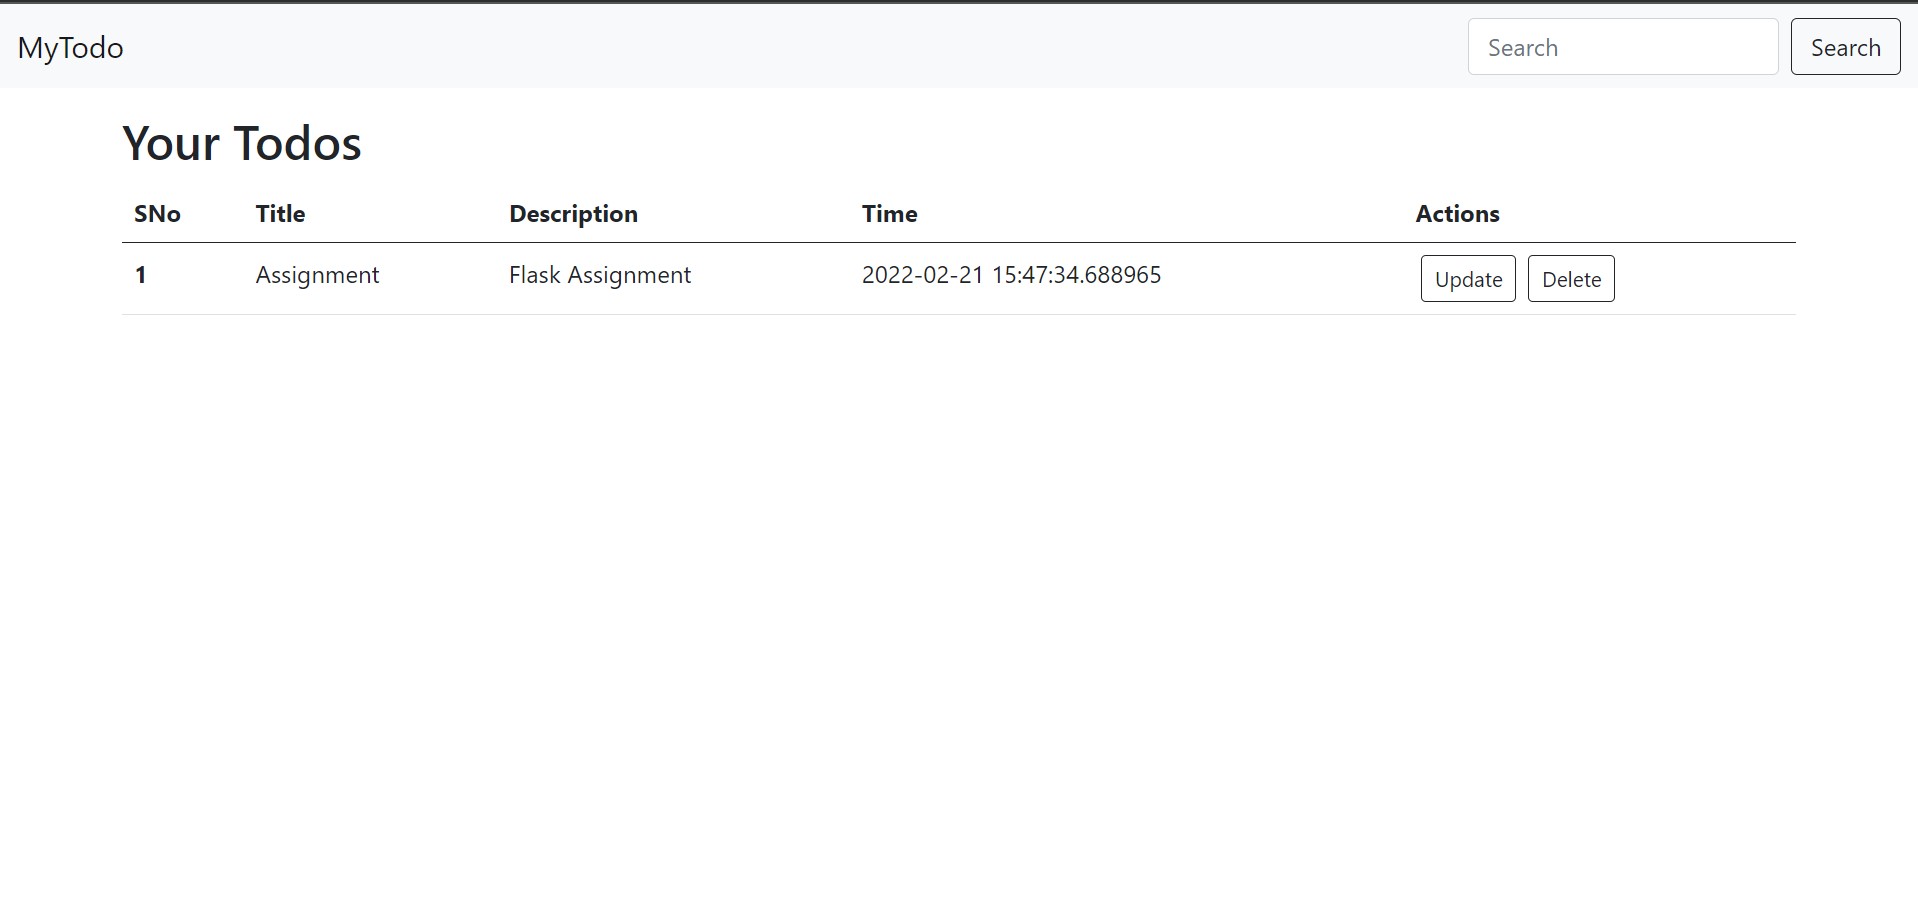 MyTodo Search Search
Your Todos
SNo Title Description Time Actions
1 Assignment Flask Assignment 2022-02-21 15:47:34.688965 Update Delete